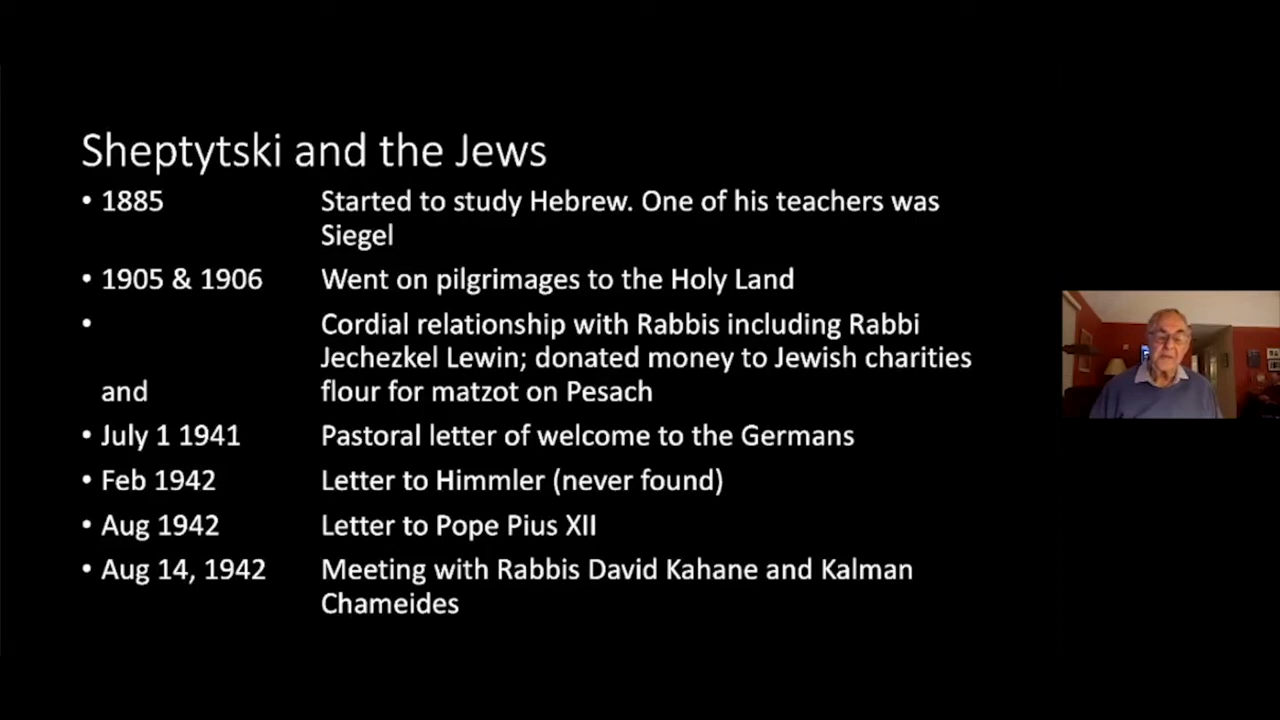 Sheptytski and the Jews
• 1885 Started to study Hebrew. One of his teachers was
Siegel
• 1905 & 1906 Went on pilgrimages to the Holy Land
• Cordial relationship with Rabbis including Rabbi
Jechezkel Lewin; donated money to Jewish charities
and flour for matzot on Pesach
• July 1 1941 Pastoral letter of welcome to the Germans
• Feb 1942 Letter to Himmler (never found)
• Aug 1942 Letter to Pope Pius XII
• Aug 14, 1942 Meeting with Rabbis David Kahane and Kalman
Chameides